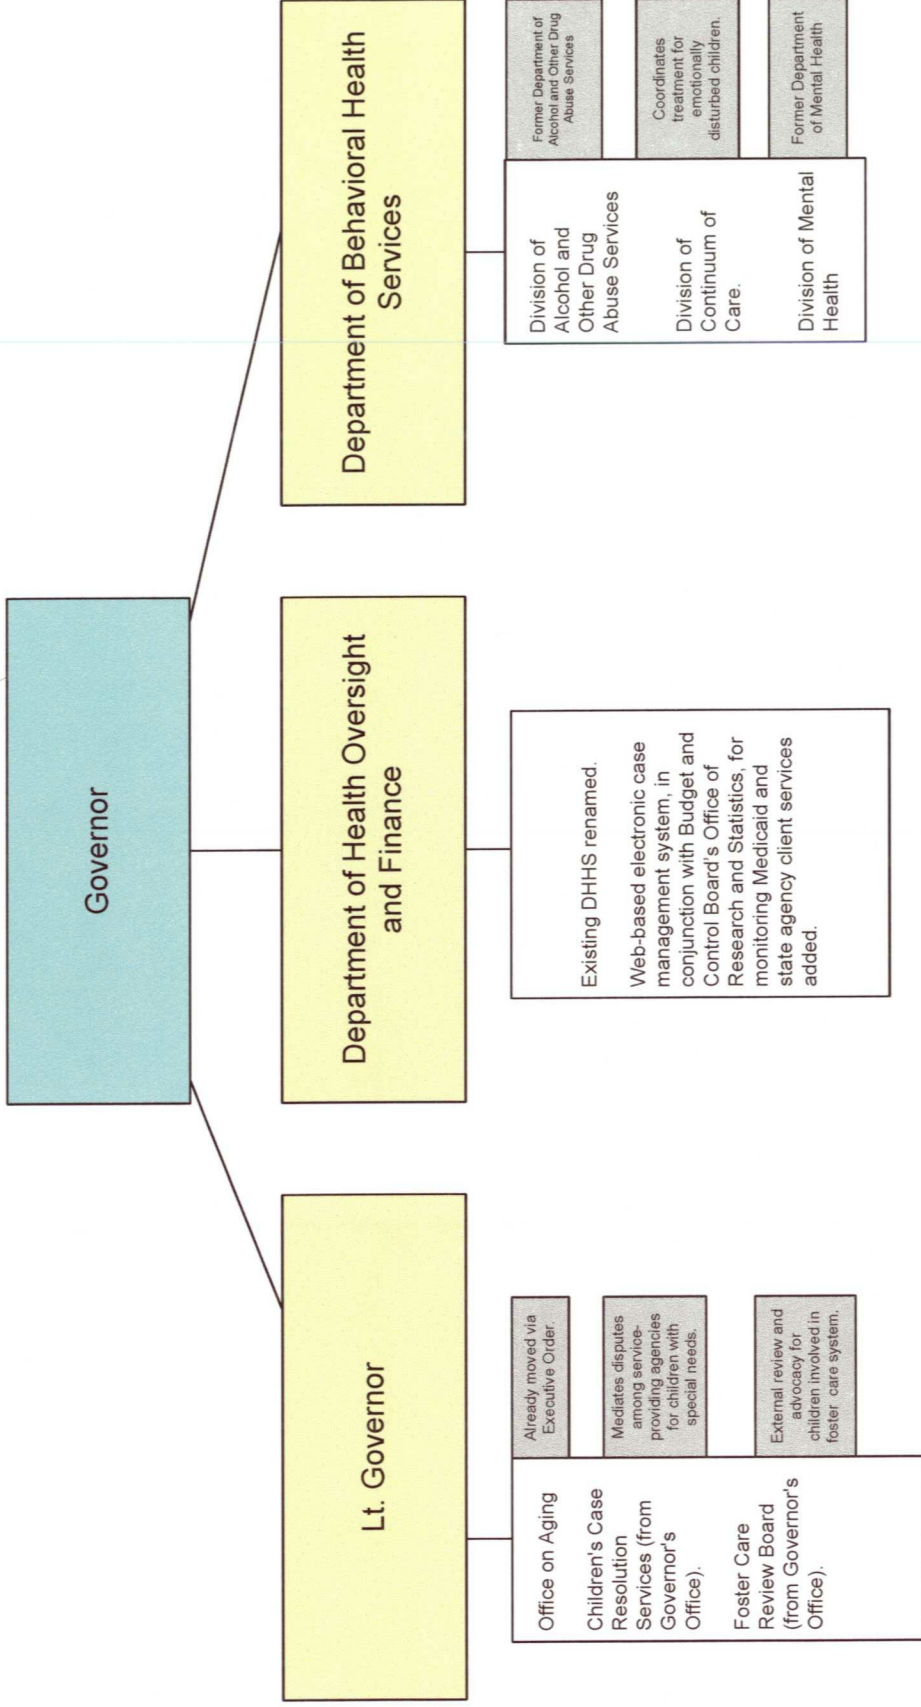 Governor
Lt. Governor
Department of Health Oversight
and Finance
Department of Behavioral Health
Services
Office on Aging
Children's Case
Resolution
Services (from
Governor's
Office).
Foster Care
Review Board
(from Governor's
Office).
Already moved via
Executive Order.
Mediates disputes
among service-
providing agencies
for children with
special needs.
External review and
advocacy for
children involved in
foster care system.
Existing DHHS renamed.
Web-based electronic case
management system, in
conjunction with Budget and
Control Board's Office of
Research and Statistics, for
monitoring Medicaid and
state agency client services
added.
Division of
Alcohol and
Other Drug
Abuse Services
Division of
Continuum of
Care.
Division of Mental
Health
Former Department of
Alcohol and Other Drug
Abuse Services
Coordinates
treatment for
emotionally
disturbed children.
Former Department
of Mental Health